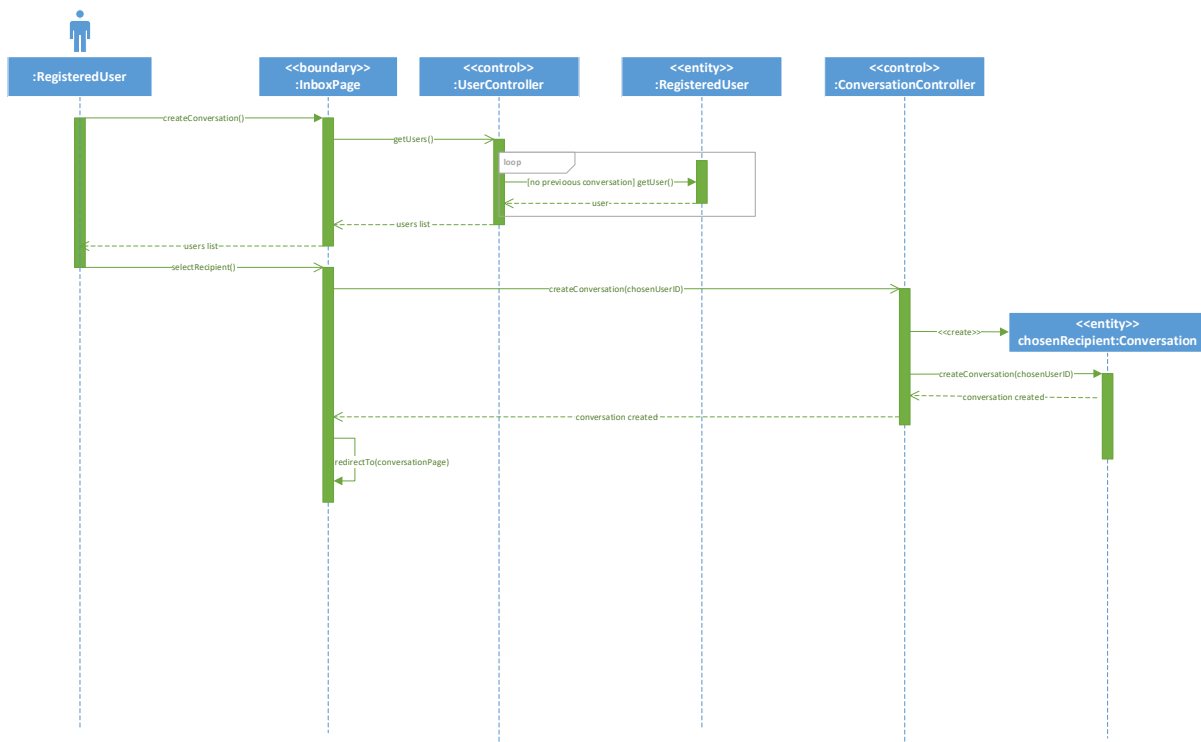 :RegisteredUser
<<boundary>>
:InboxPage
<<control>>
:UserController
<<entity>>
:RegisteredUser
<<control>>
:ConversationController
createConversation()
getUsers()
loop
[no previoous conversation] getUser()
user
users list
users list
selectRecipient()
createConversation(chosenUserID)
<<create>>
<<entity>>
chosenRecipient:Conversation
createConversation(chosenUserID)
conversation created
conversation created
redirectTo(conversationPage)